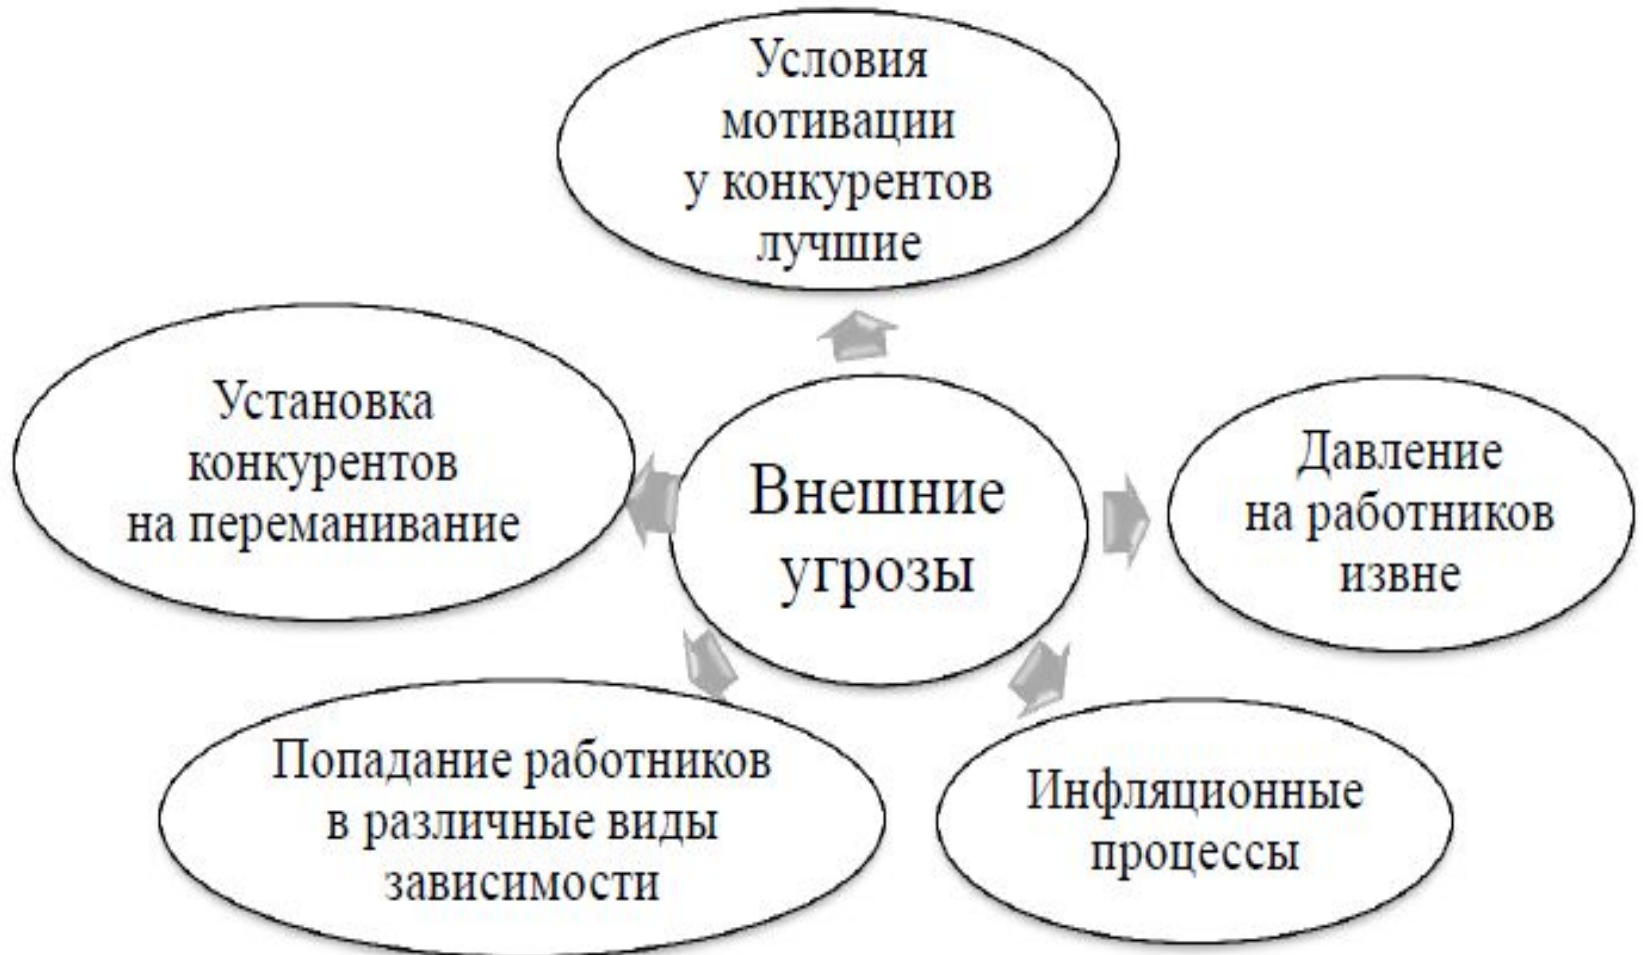 Условия
мотивации
у конкурентов
лучшие
Установка
конкурентов
на переманивание
Внешние
угрозы
Давление
на работников
извне
Попадание работников
в различные виды
зависимости
Инфляционные
процессы